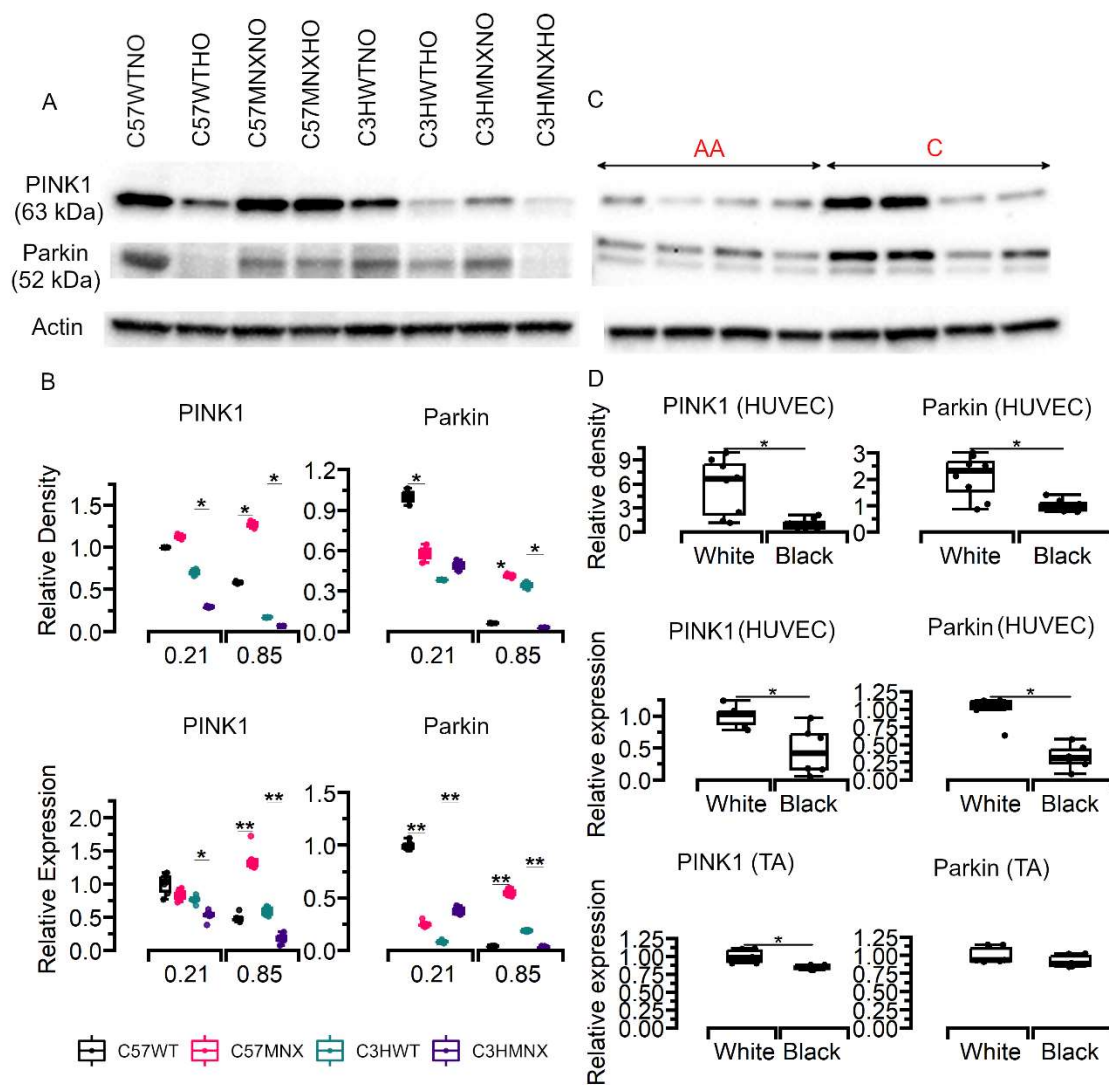 A
C57WTNO
C57WTHO
C57MNXNO
C57MNXHO
C3HWTNO
C3HWTHO
C3HMNXNO
C3HMNXHO
PINK1
(63 kDa)
Parkin
(52 kDa)
Actin
C
AA
C
B
PINK1
Relative Density
1.5
1.0
0.5
0.0
*
*
*
0.21
0.85
Parkin
1.2
0.9
0.6
0.3
0.0
*
*
*
PINK1
Relative Expression
2.0
1.5
1.0
0.5
0.0
*
**
**
0.21
0.85
Parkin
1.5
1.0
0.5
0.0
**
**
**
**
0.21
0.85
C57WT
C57MNX
C3HWT
C3HMNX
D
PINK1 (HUVEC)
Relative density
9
6
3
0
*
White
Black
Parkin (HUVEC)
3
2
1
0
*
White
Black
PINK1 (HUVEC)
Relative expression
1.0
0.5
0.0
*
White
Black
Parkin (HUVEC)
1.25
1.00
0.75
0.50
0.25
0.00
*
White
Black
PINK1 (TA)
Relative expression
1.25
1.00
0.75
0.50
0.25
0.00
*
White
Black
Parkin (TA)
1.25
1.00
0.75
0.50
0.25
0.00
White
Black